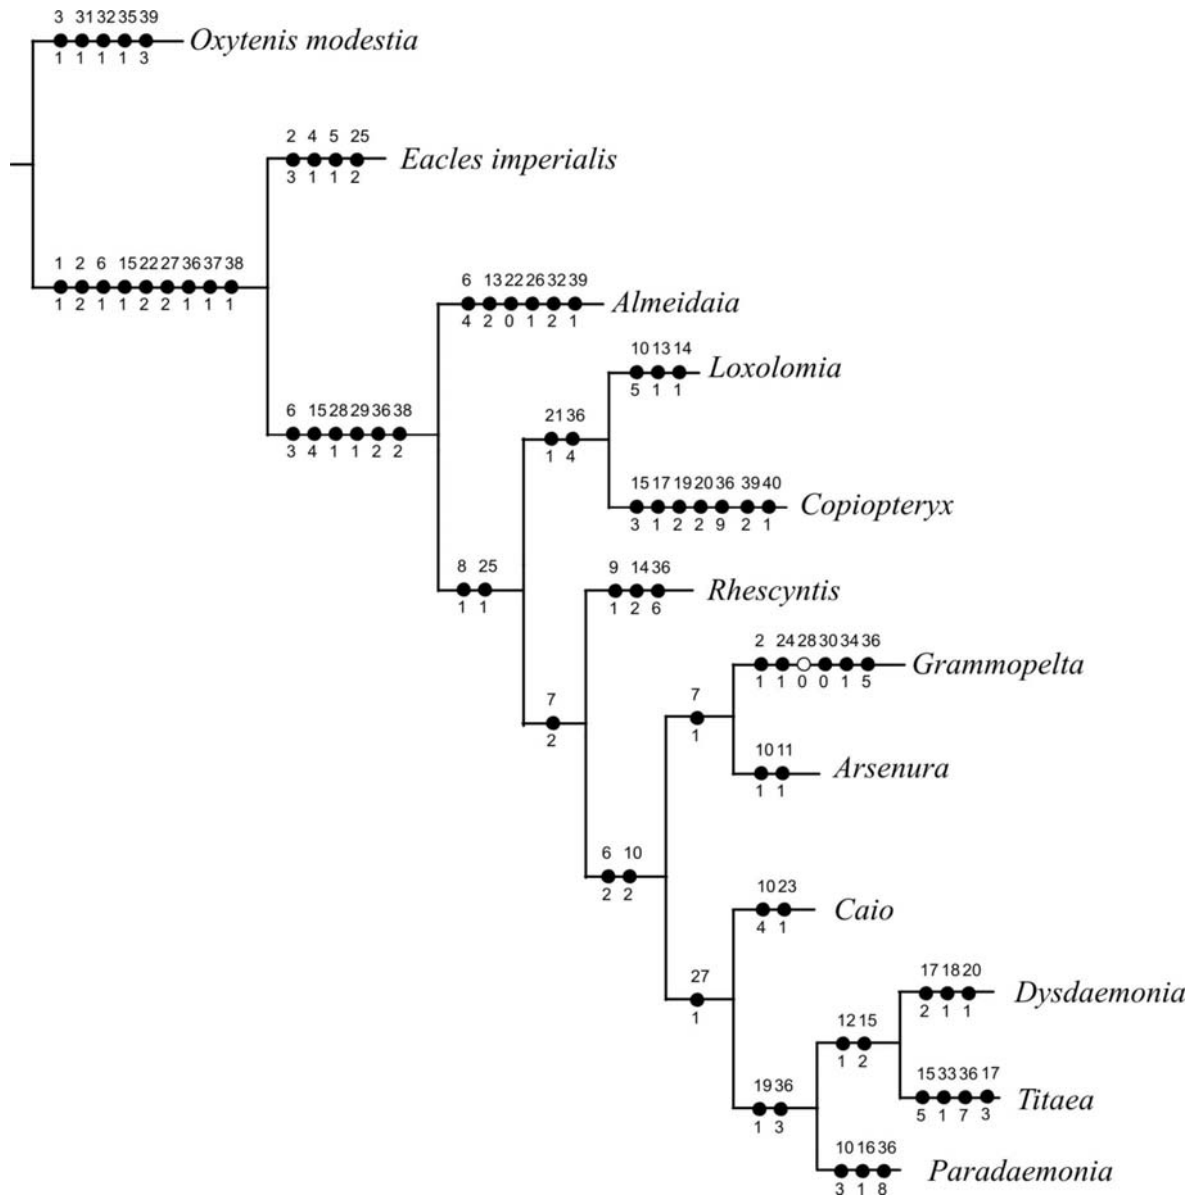 3 31 32 35 39
Oxytenis modestia
1 1 1 1 3
2 4 5 25
Eacles imperialis
3 1 1 2
1 2 6 15 22 27 36 37 38
1 2 1 1 2 2 1 1 1
6 13 22 26 32 39
Almeidaia
4 2 0 1 2 1
10 13 14
Loxolomia
5 1 1
6 15 28 29 36 38
3 4 1 1 2 2
21 36
1 4
15 17 19 20 36 39 40
Copiopteryx
3 1 2 2 9 2 1
8 25
1 1
9 14 36
Rhescyntis
1 2 6
2 24 28 30 34 36
Grammopelta
1 1 0 0 1 5
7
2
7
1
10 11
Arsenura
1 1
6 10
2 2
10 23
Caio
4 1
27
1
17 18 20
Dysdaemonia
2 1 1
12 15
1 2
15 33 36 17
Titaea
5 1 7 3
19 36
1 3
10 16 36
Paradaemonia
3 1 8